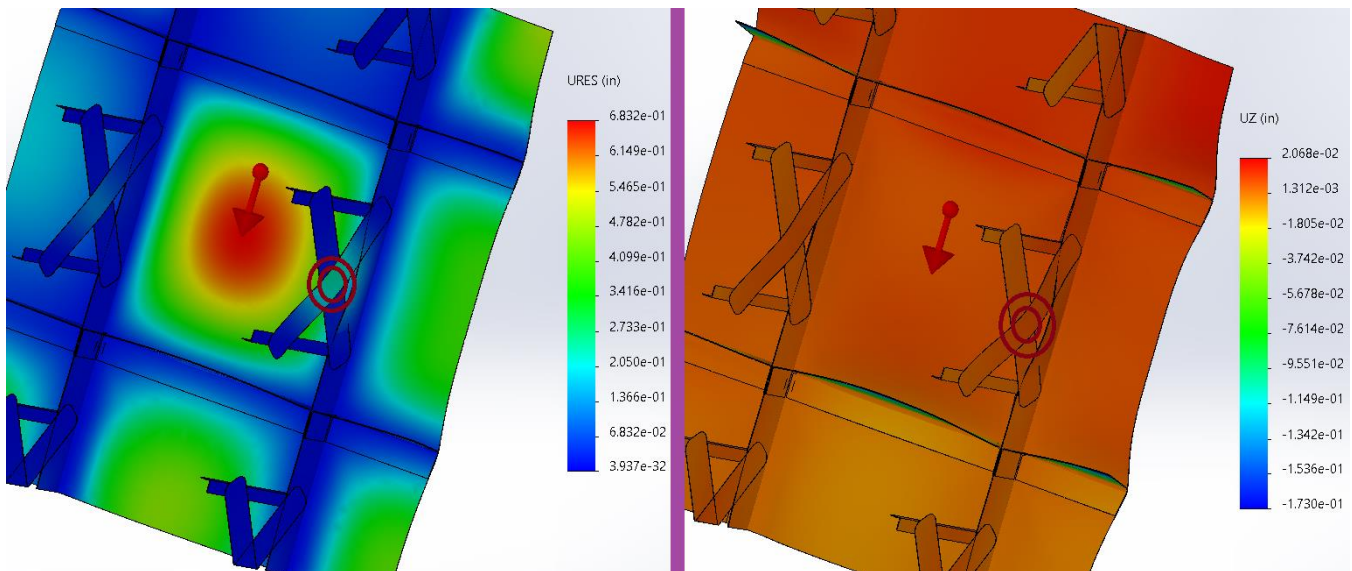 URES (in)
6.832e-01
6.149e-01
5.465e-01
4.782e-01
4.099e-01
3.416e-01
2.733e-01
2.050e-01
1.366e-01
6.832e-02
3.937e-32
UZ (in)
2.068e-02
1.312e-03
-1.805e-02
-3.742e-02
-5.678e-02
-7.614e-02
-9.551e-02
-1.149e-01
-1.342e-01
-1.536e-01
-1.730e-01